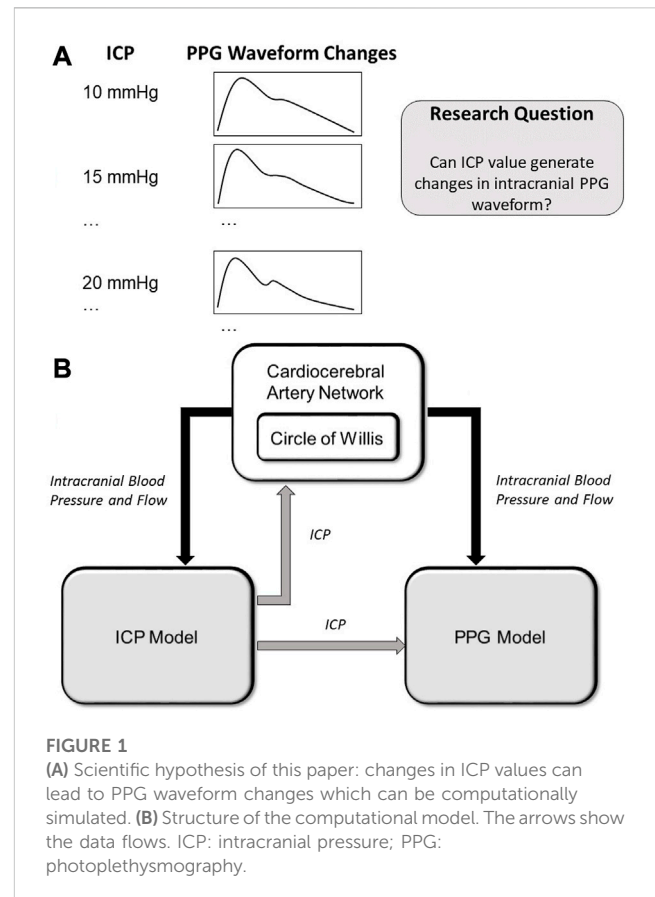 A ICP PPG Waveform Changes
10 mmHg
15 mmHg
... ...
20 mmHg
...
...
Research Question
Can ICP value generate
changes in intracranial PPG
waveform?
B
Cardiocerebral
Artery Network
Circle of Willis
Intracranial Blood
Pressure and Flow
Intracranial Blood
Pressure and Flow
ICP
ICP Model
ICP
PPG Model
FIGURE 1
(A) Scientific hypothesis of this paper: changes in ICP values can
lead to PPG waveform changes which can be computationally
simulated. (B) Structure of the computational model. The arrows show
the data flows. ICP: intracranial pressure; PPG:
photoplethysmography.